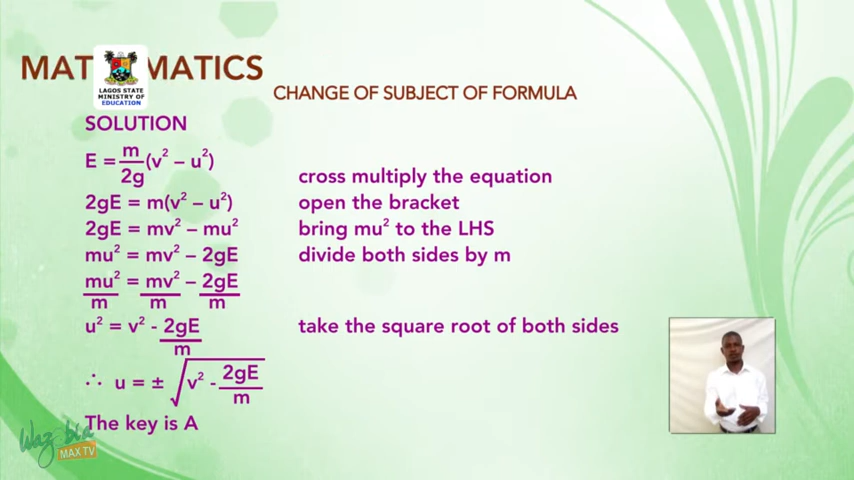 MATHEMATICS
LAGOS STATE
MINISTRY OF
EDUCATION
CHANGE OF SUBJECT OF FORMULA
SOLUTION
E = m/2g (v² – u²)
cross multiply the equation
2gE = m(v² – u²) open the bracket
2gE = mv² – mu² bring mu² to the LHS
mu² = mv² – 2gE divide both sides by m
mu²/m = mv²/m – 2gE/m
u² = v² - 2gE/m take the square root of both sides
∴ u = ± √(v² - 2gE/m)
The key is A
Wazobia
MAX TV